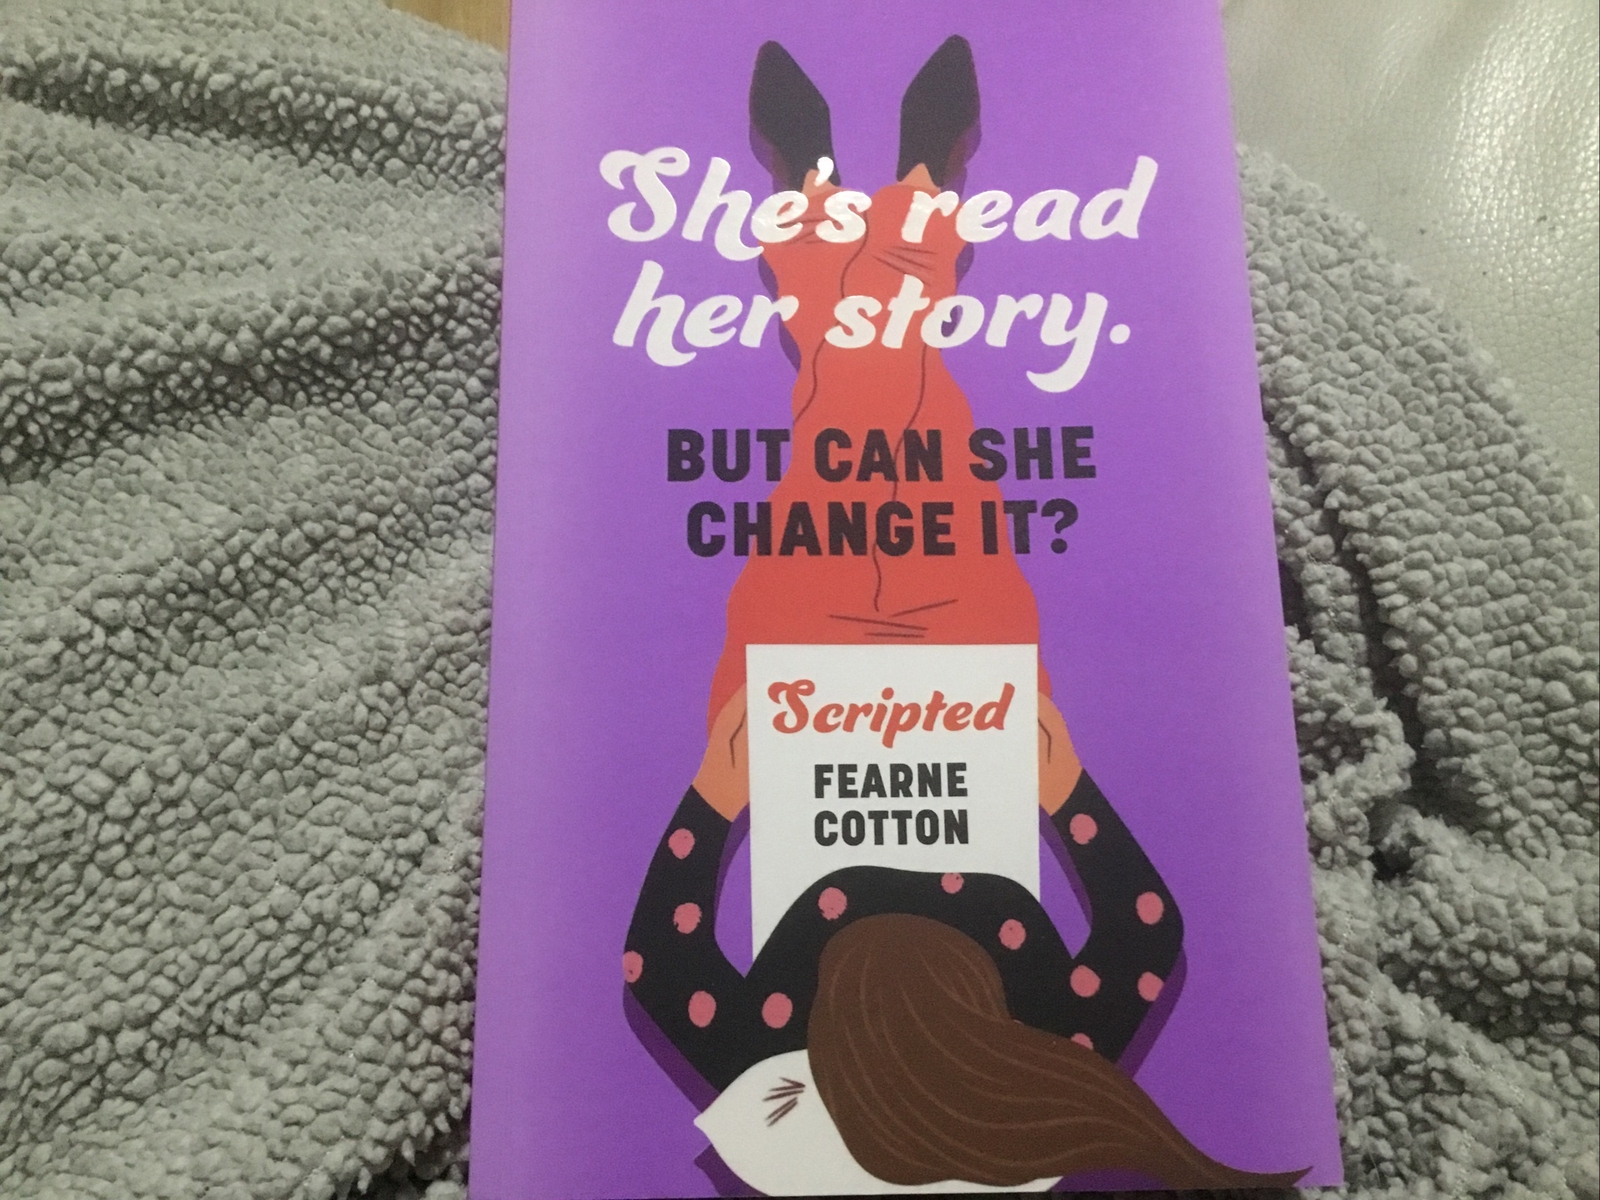 She's read
her story.
BUT CAN SHE
CHANGE IT?
Scripted
FEARNE
COTTON